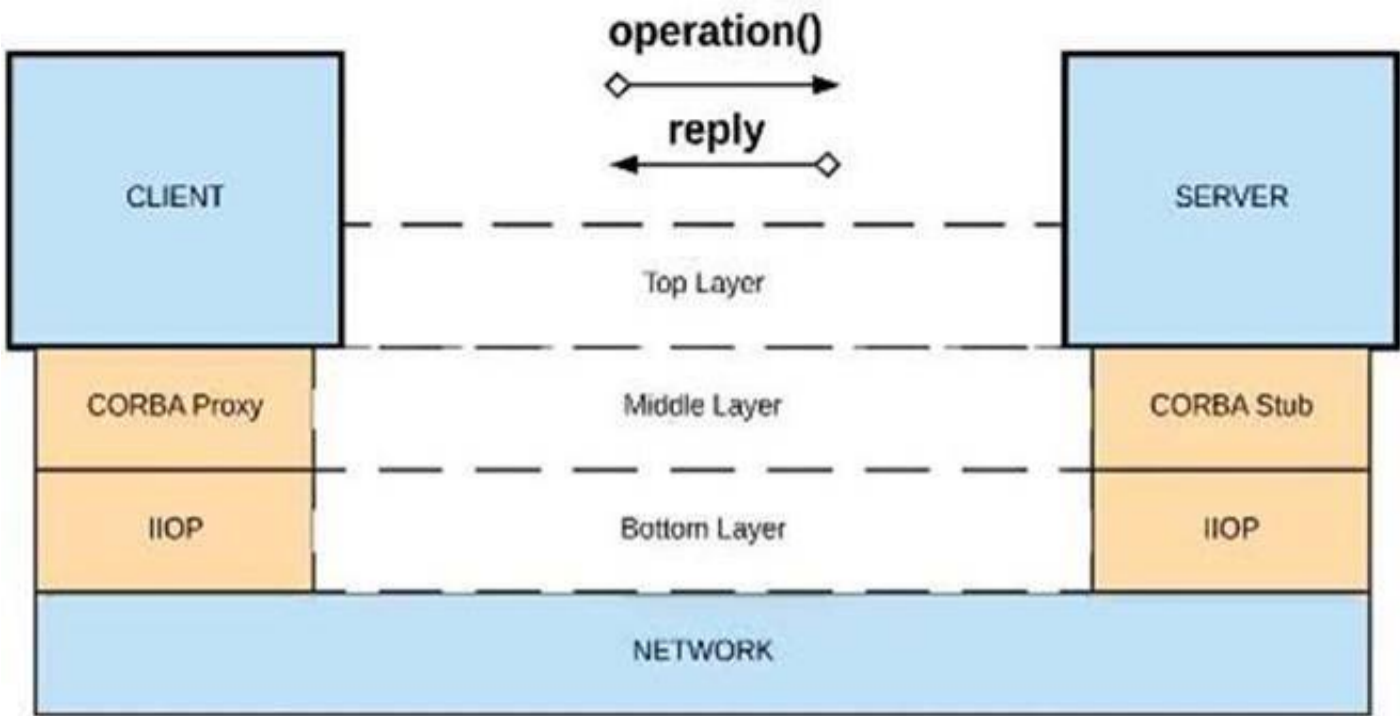 operation()
reply
CLIENT
SERVER
Top Layer
CORBA Proxy
Middle Layer
CORBA Stub
IIOP
Bottom Layer
IIOP
NETWORK